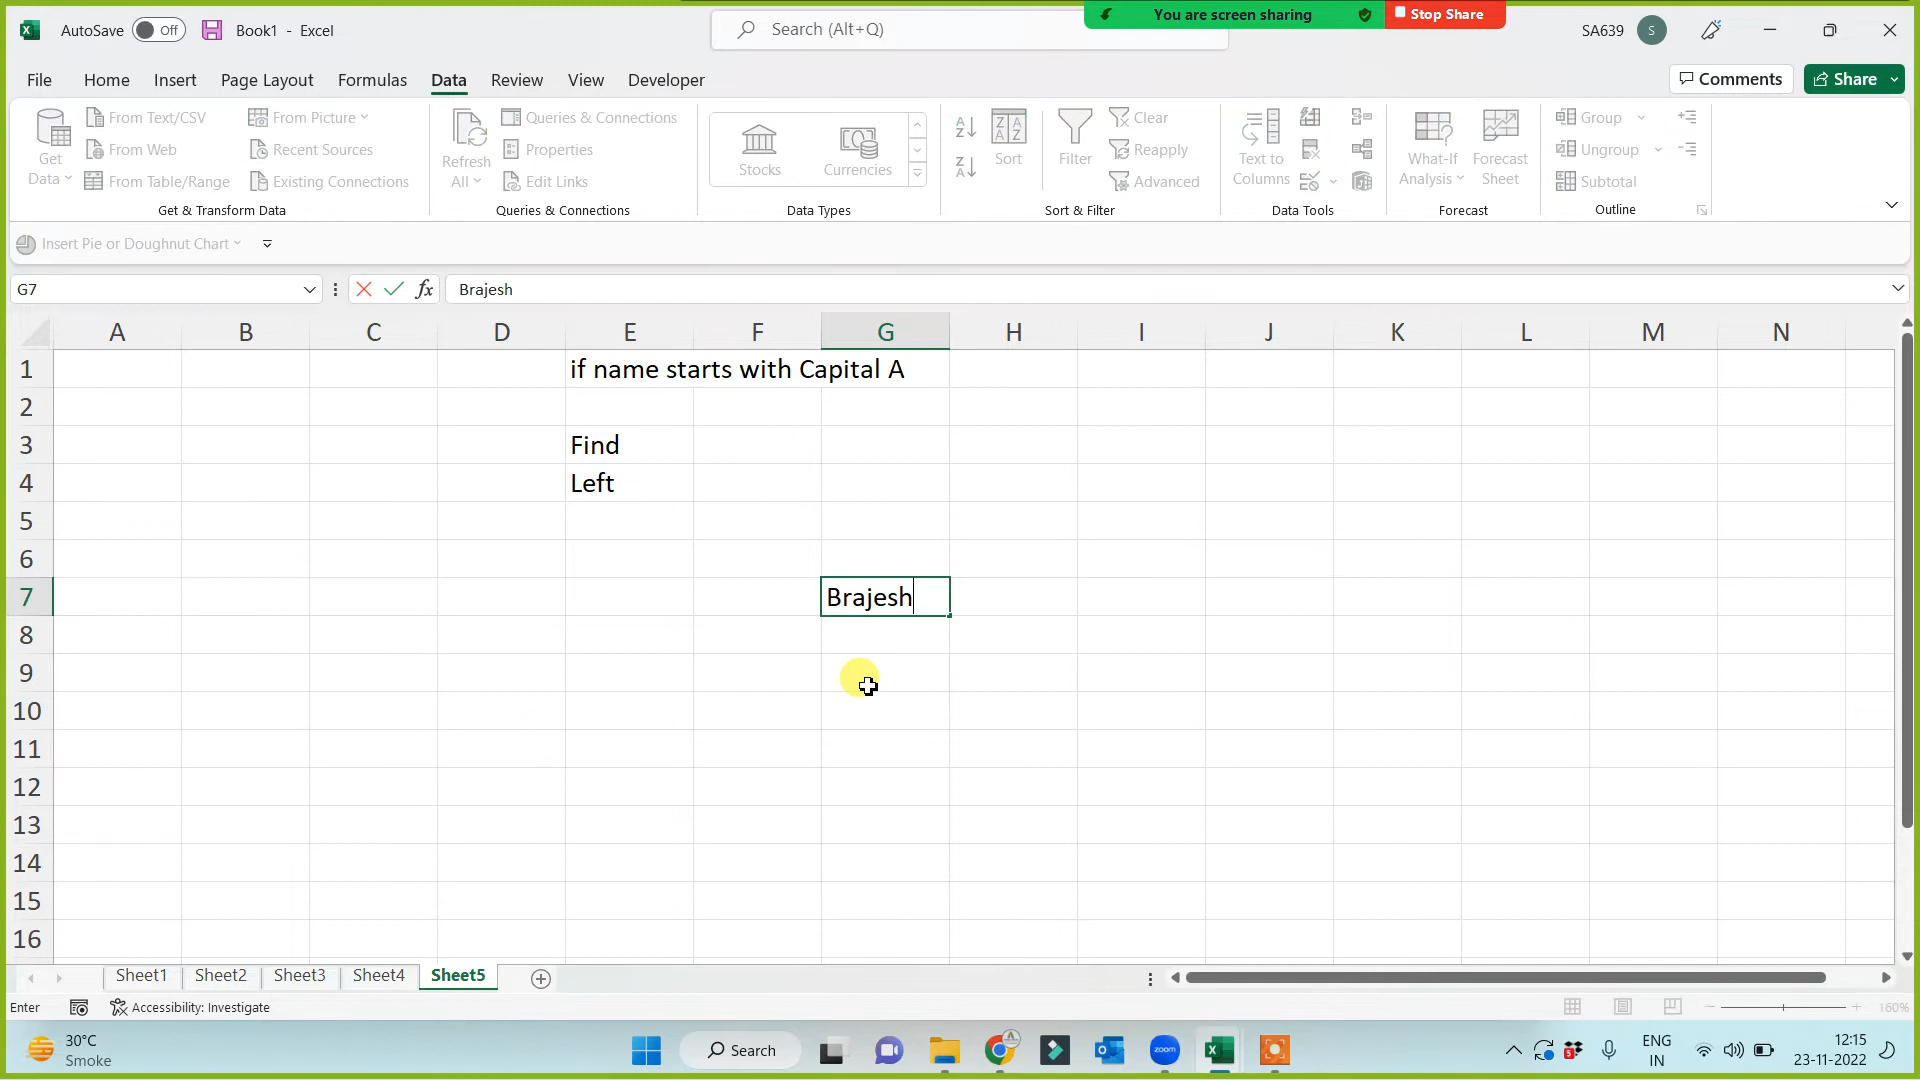 You are screen sharing
Stop Share
AutoSave Off Book1 - Excel
Search (Alt+Q)
SA639 S
File Home Insert Page Layout Formulas Data Review View Developer
Comments Share
Get Data
From Text/CSV
From Web
From Table/Range
From Picture
Recent Sources
Existing Connections
Get & Transform Data
Refresh All
Queries & Connections
Properties
Edit Links
Queries & Connections
Stocks Currencies
Data Types
Sort
Filter
Clear
Reapply
Advanced
Sort & Filter
Text to Columns
Data Tools
What-If Analysis
Forecast Sheet
Forecast
Group
Ungroup
Subtotal
Outline
Insert Pie or Doughnut Chart
G7 fx Brajesh
A B C D E F G H I J K L M N
1 if name starts with Capital A
2
3 Find
4 Left
5
6
7 Brajesh
8
9
10
11
12
13
14
15
16
Sheet1 Sheet2 Sheet3 Sheet4 Sheet5
Enter Accessibility: Investigate 160%
30°C
Smoke
Search
zoom
ENG
IN
12:15
23-11-2022